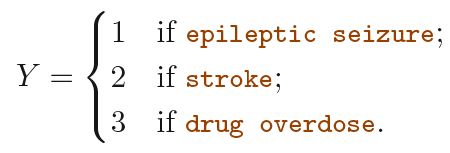 1 if epileptic seizure;
Y = { 2 if stroke;
3 if drug overdose.